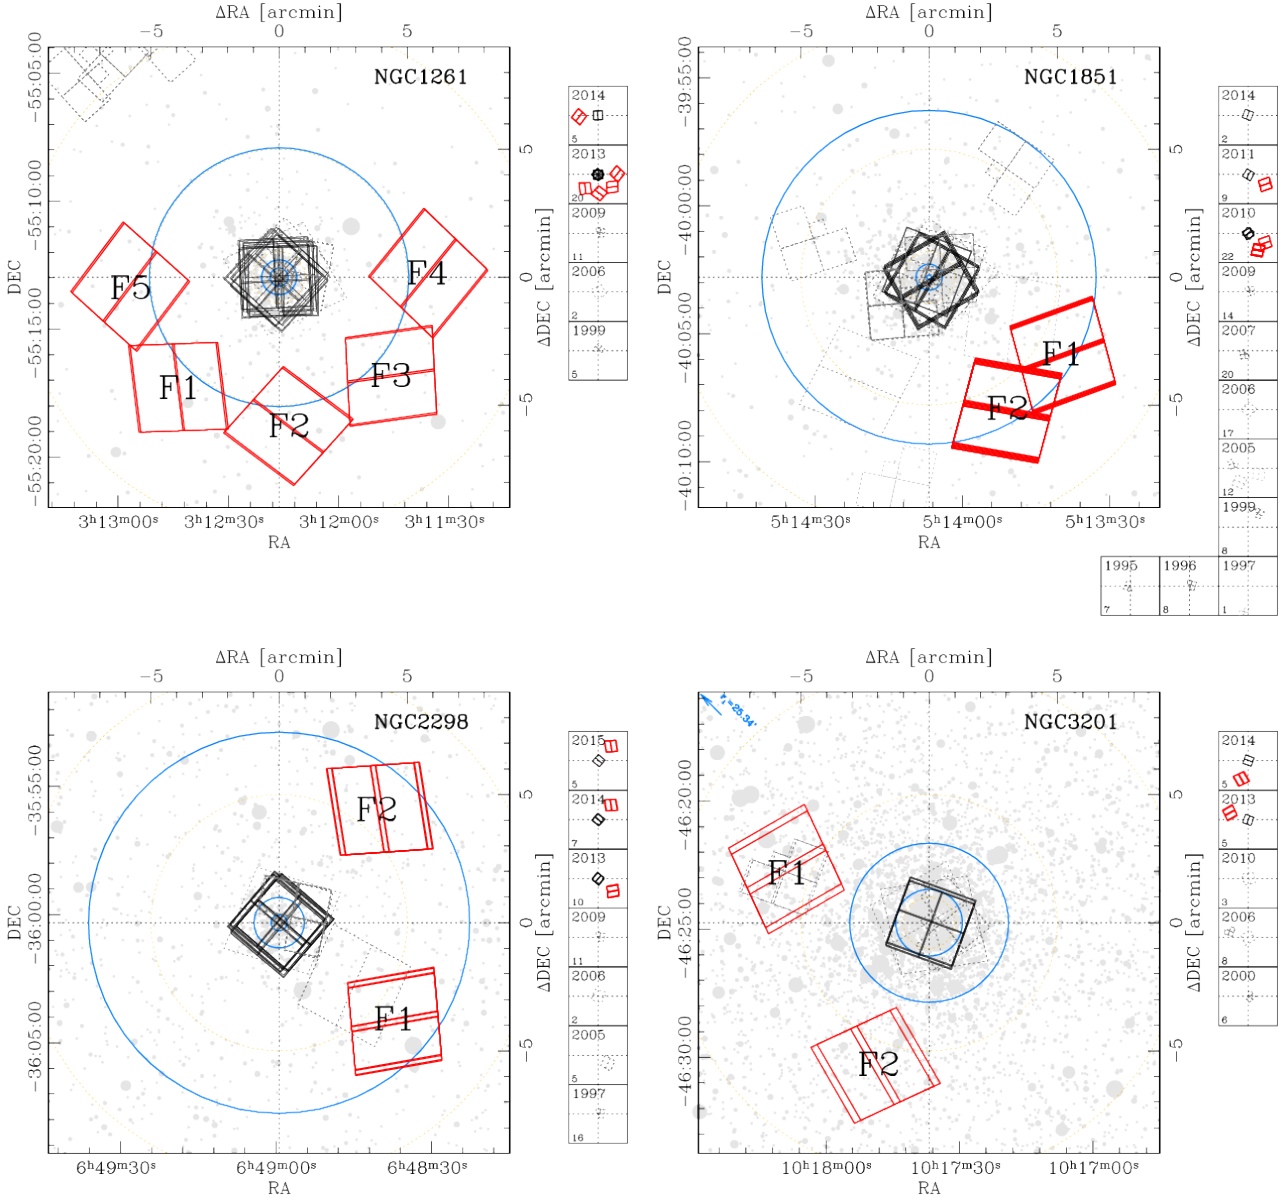 ΔRA [arcmin]
-5 0 5
NGC1261
DEC
-55:05:00
-55:10:00
-55:15:00
-55:20:00
5
0
-5
ΔDEC [arcmin]
F5
F4
F1
F2
F3
3h13m00s 3h12m30s 3h12m00s 3h11m30s
RA
2014
5
2013
20
2009
11
2006
2
1999
5
ΔRA [arcmin]
-5 0 5
NGC1851
DEC
-39:55:00
-40:00:00
-40:05:00
-40:10:00
5
0
-5
ΔDEC [arcmin]
F1
F2
5h14m30s 5h14m00s 5h13m30s
RA
2014
2
2011
9
2010
22
2009
14
2007
20
2006
17
2005
12
1999
8
1995 1996 1997
7 8 1
ΔRA [arcmin]
-5 0 5
NGC2298
DEC
-35:55:00
-36:00:00
-36:05:00
5
0
-5
ΔDEC [arcmin]
F2
F1
6h49m30s 6h49m00s 6h48m30s
RA
2015
5
2014
7
2013
10
2009
11
2006
2
2005
5
1997
16
ΔRA [arcmin]
-5 0 5
=25.34'
NGC3201
DEC
-46:20:00
-46:25:00
-46:30:00
5
0
-5
ΔDEC [arcmin]
F1
F2
10h18m00s 10h17m30s 10h17m00s
RA
2014
5
2013
5
2010
3
2006
8
2000
6